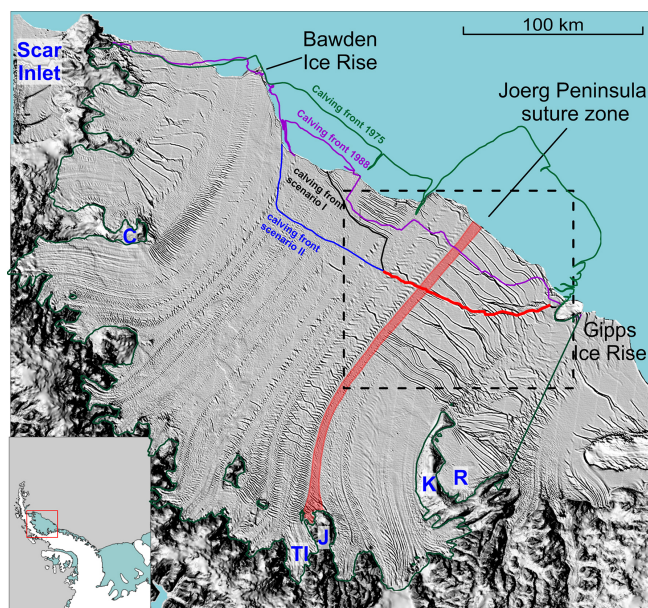 100 km
Scar
Inlet
Bawden
Ice Rise
Joerg Peninsula
suture zone
Calving front 1975
Calving front 1988
calving front
scenario I
calving front
scenario II
C
Gipps
Ice Rise
K
R
J
TI